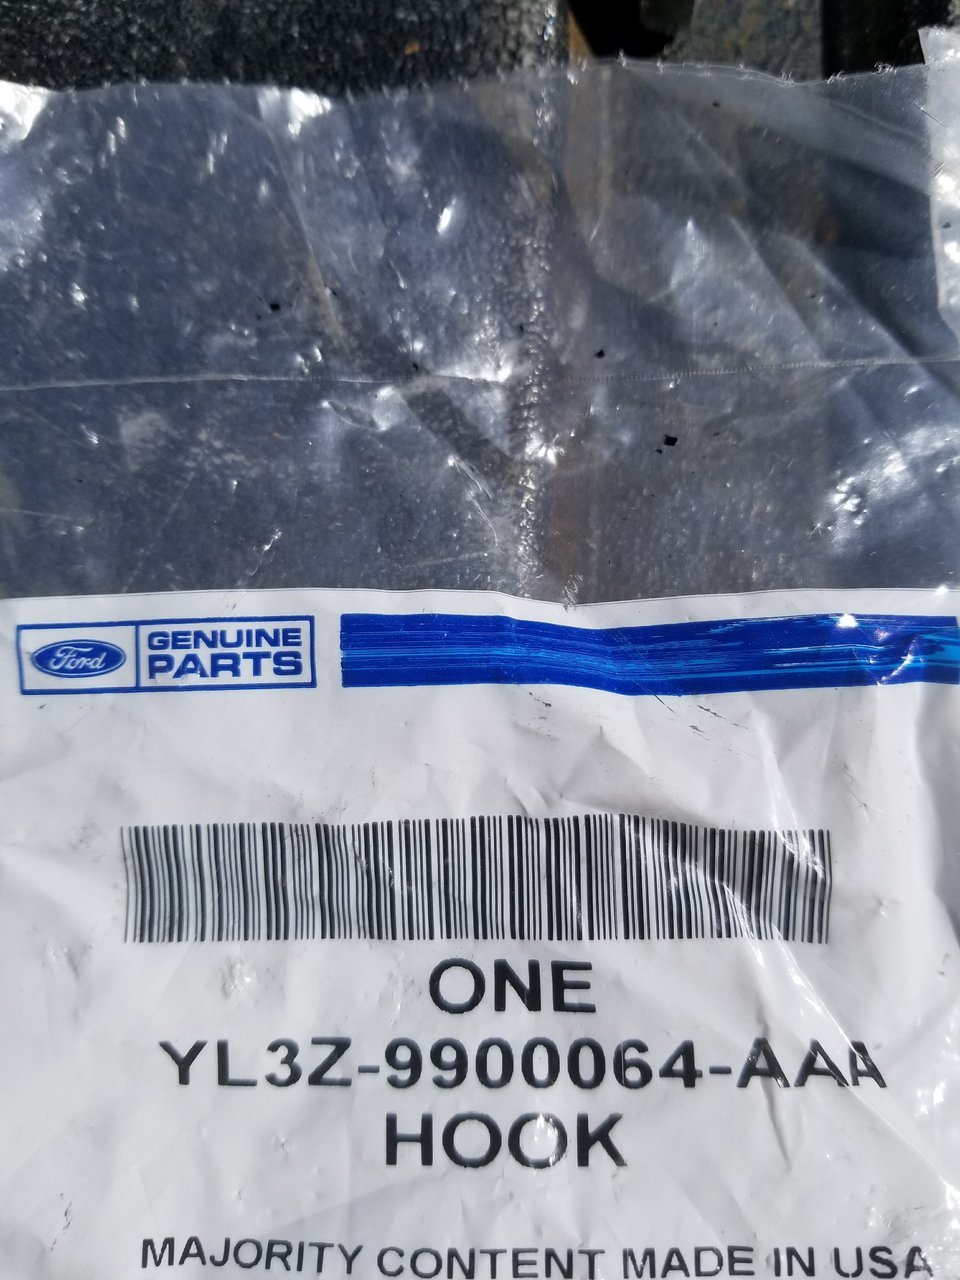 Ford
GENUINE
PARTS
ONE
YL3Z-9900064-AAA
HOOK
MAJORITY CONTENT MADE IN USA